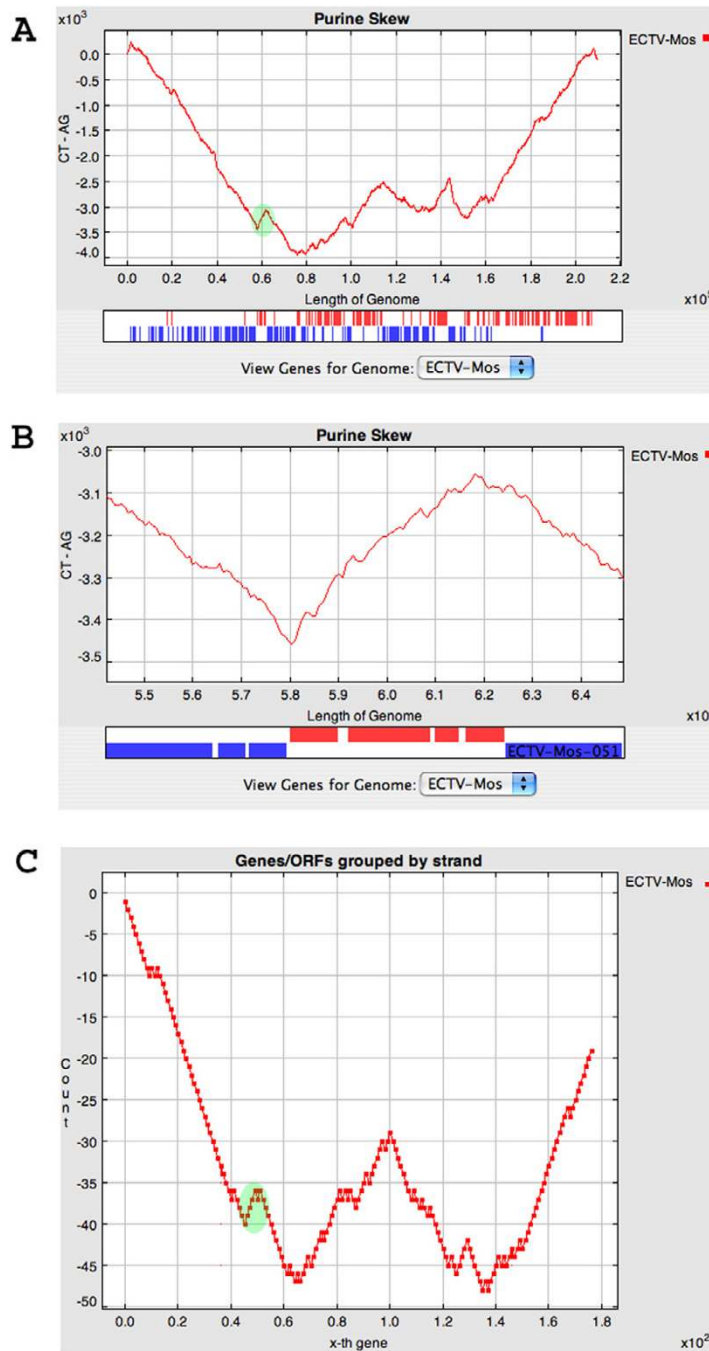 A
Purine Skew
x10³
ECTV-Mos
0.0
-0.5
-1.0
-1.5
-2.0
-2.5
-3.0
-3.5
-4.0
CT - AG
0.0 0.2 0.4 0.6 0.8 1.0 1.2 1.4 1.6 1.8 2.0 2.2
Length of Genome
View Genes for Genome: ECTV-Mos
B
Purine Skew
x10³
ECTV-Mos
-3.0
-3.1
-3.2
-3.3
-3.4
-3.5
CT - AG
5.5 5.6 5.7 5.8 5.9 6.0 6.1 6.2 6.3 6.4
Length of Genome
ECTV-Mos-051
View Genes for Genome: ECTV-Mos
C
Genes/ORFs grouped by strand
ECTV-Mos
0
-5
-10
-15
-20
-25
-30
-35
-40
-45
-50
Count
0.0 0.2 0.4 0.6 0.8 1.0 1.2 1.4 1.6 1.8
x-th gene
x10²